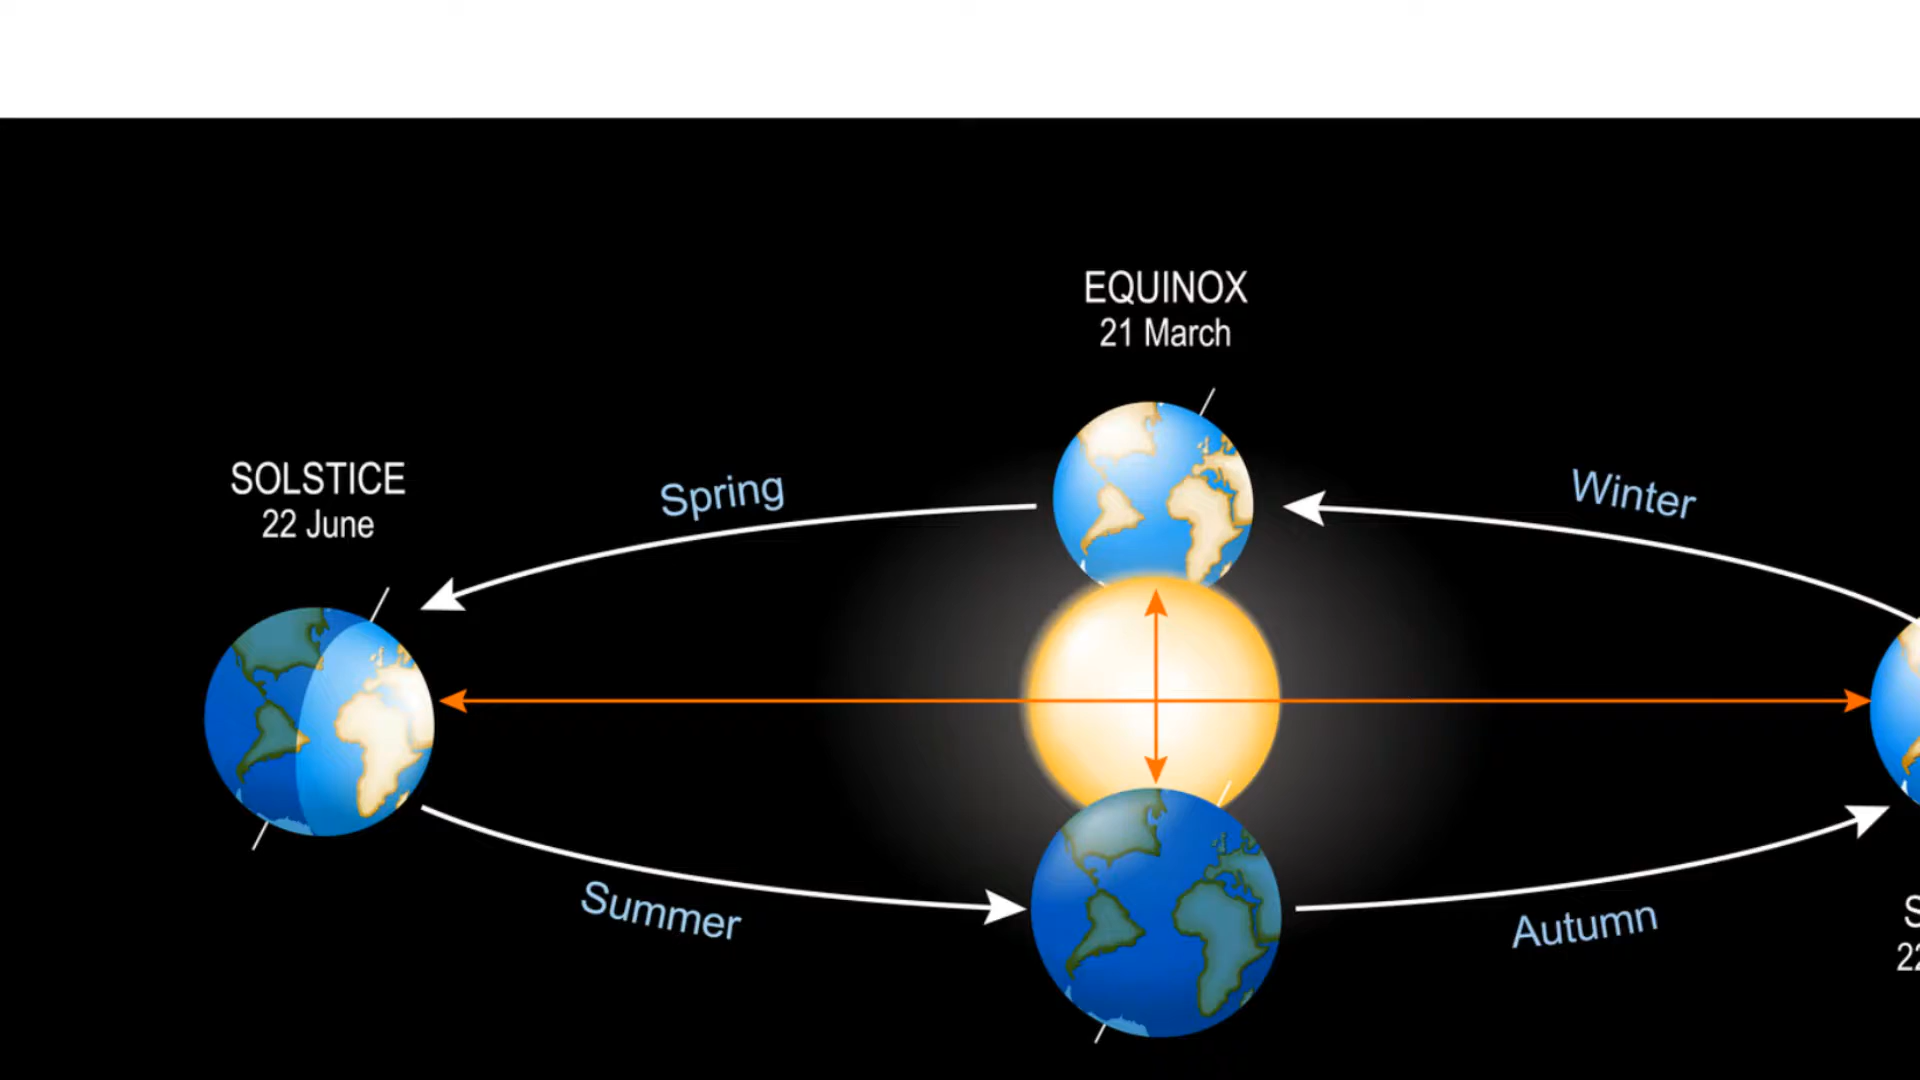 EQUINOX
21 March
SOLSTICE
22 June
Spring
Winter
Summer
Autumn